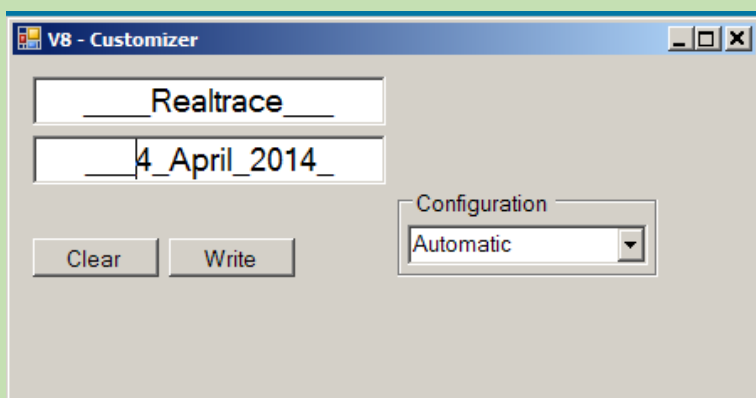 V8 - Customizer
____Realtrace___
___4_April_2014_
Configuration
Automatic
Clear Write